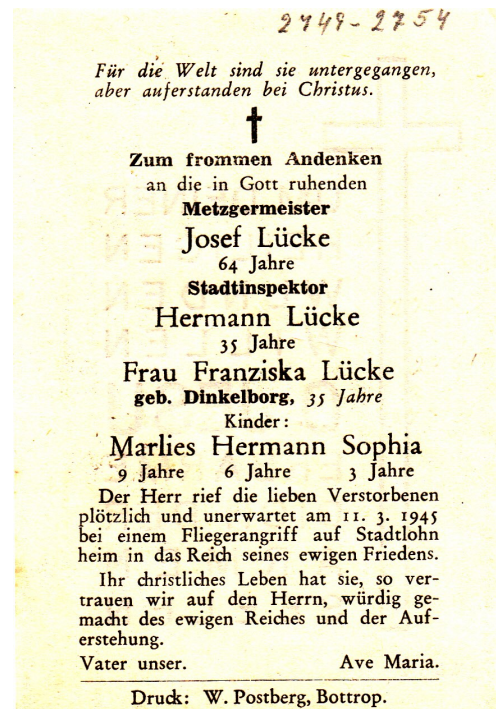 2749-2754
Für die Welt sind sie untergegangen,
aber auferstanden bei Christus.
Zum frommen Andenken
an die in Gott ruhenden
Metzgermeister
Josef Lücke
64 Jahre
Stadtinspektor
Hermann Lücke
35 Jahre
Frau Franziska Lücke
geb. Dinkelborg, 35 Jahre
Kinder:
Marlies Hermann Sophia
9 Jahre 6 Jahre 3 Jahre
Der Herr rief die lieben Verstorbenen
plötzlich und unerwartet am 11. 3. 1945
bei einem Fliegerangriff auf Stadtlohn
heim in das Reich seines ewigen Friedens.
Ihr christliches Leben hat sie, so ver-
trauen wir auf den Herrn, würdig ge-
macht des ewigen Reiches und der Auf-
erstehung.
Vater unser. Ave Maria.
Druck: W. Postberg, Bottrop.